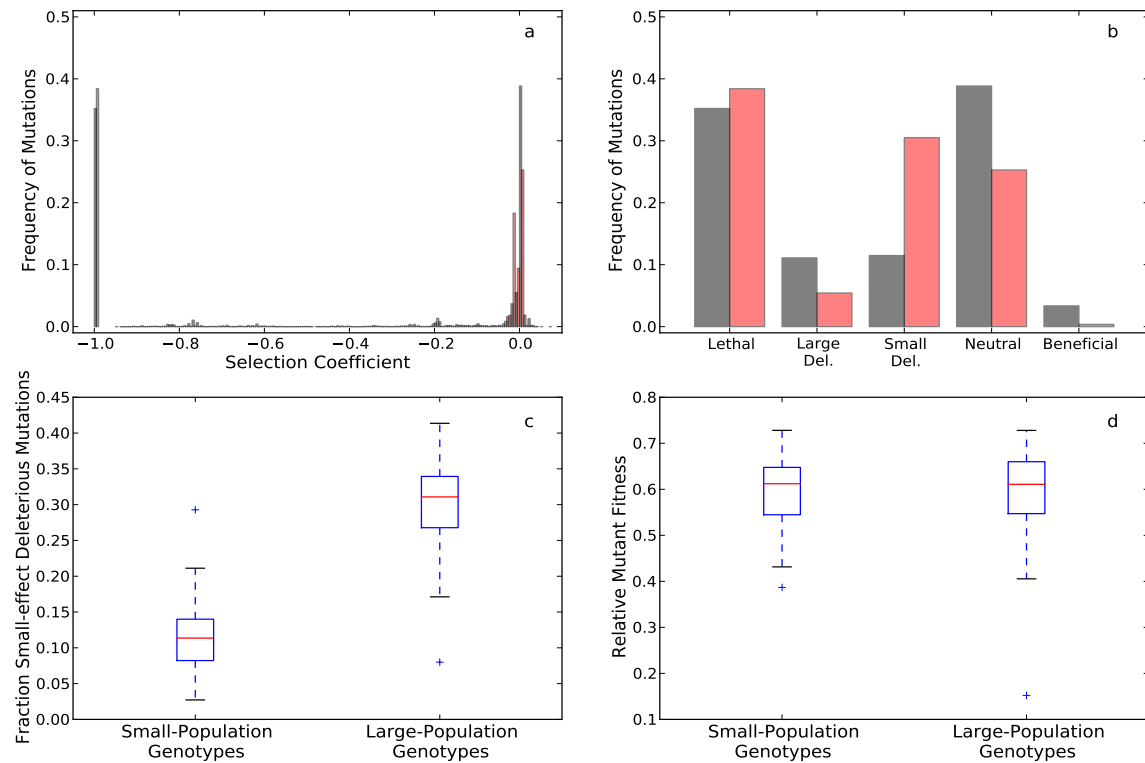 a
0.5
0.4
0.3
0.2
0.1
0.0
Frequency of Mutations
−1.0 −0.8 −0.6 −0.4 −0.2 0.0
Selection Coefficient
b
0.5
0.4
0.3
0.2
0.1
0.0
Frequency of Mutations
Lethal Large Small Neutral Beneficial
Del. Del.
c
0.45
0.40
0.35
0.30
0.25
0.20
0.15
0.10
0.05
0.00
Fraction Small-effect Deleterious Mutations
Small-Population Large-Population
Genotypes Genotypes
d
0.8
0.7
0.6
0.5
0.4
0.3
0.2
0.1
Relative Mutant Fitness
Small-Population Large-Population
Genotypes Genotypes